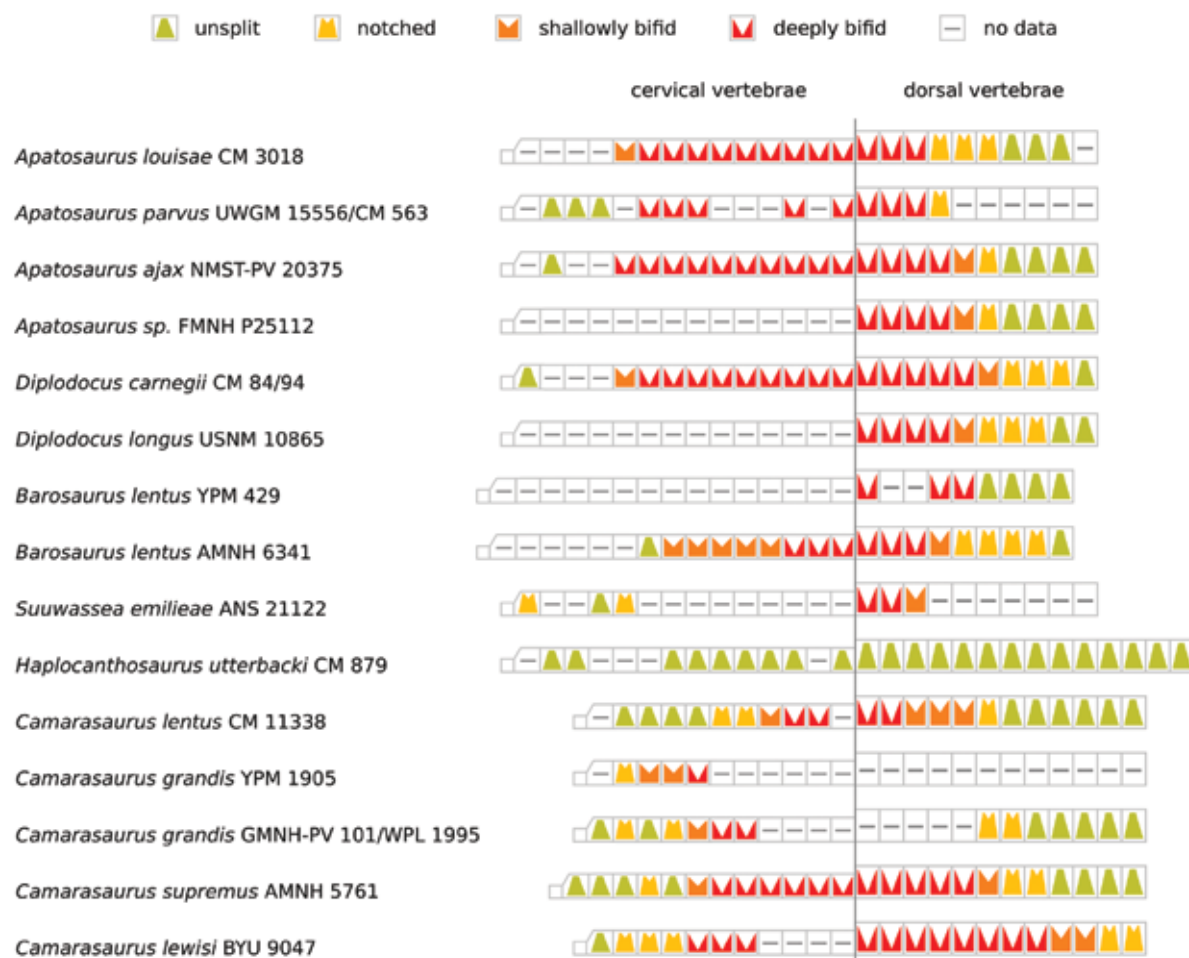 unsplit notched shallowly bifid deeply bifid no data
cervical vertebrae dorsal vertebrae
Apatosaurus louisae CM 3018
Apatosaurus parvus UWGM 15556/CM 563
Apatosaurus ajax NMST-PV 20375
Apatosaurus sp. FMNH P25112
Diplodocus carnegii CM 84/94
Diplodocus longus USNM 10865
Barosaurus lentus YPM 429
Barosaurus lentus AMNH 6341
Suuwassea emilieae ANS 21122
Haplocanthosaurus utterbacki CM 879
Camarasaurus lentus CM 11338
Camarasaurus grandis YPM 1905
Camarasaurus grandis GMNH-PV 101/WPL 1995
Camarasaurus supremus AMNH 5761
Camarasaurus lewisi BYU 9047